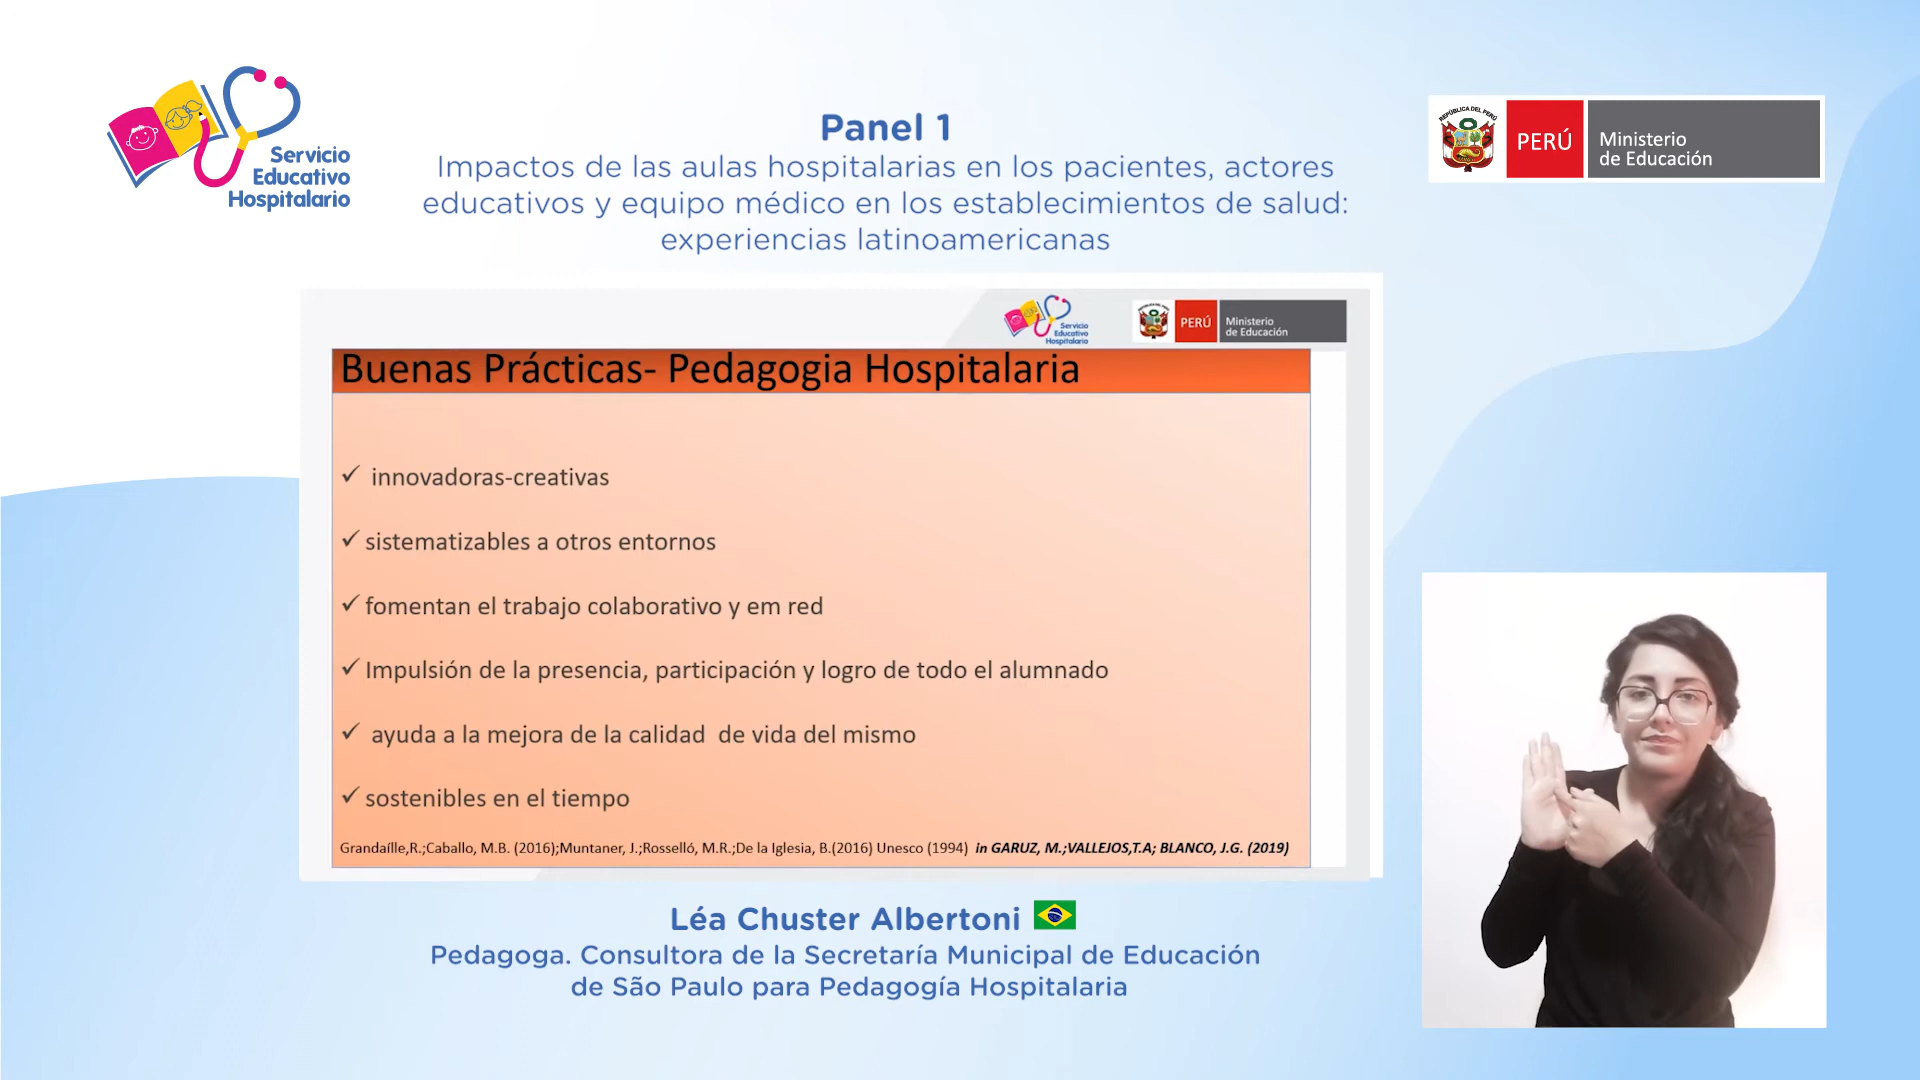 Servicio
Educativo
Hospitalario
Panel 1
Impactos de las aulas hospitalarias en los pacientes, actores
educativos y equipo médico en los establecimientos de salud:
experiencias latinoamericanas
REPÚBLICA DEL PERÚ
PERÚ
Ministerio
de Educación
Servicio
Educativo
Hospitalario
PERÚ
Ministerio
de Educación
Buenas Prácticas- Pedagogia Hospitalaria
✓ innovadoras-creativas
✓ sistematizables a otros entornos
✓ fomentan el trabajo colaborativo y em red
✓ Impulsión de la presencia, participación y logro de todo el alumnado
✓ ayuda a la mejora de la calidad de vida del mismo
✓ sostenibles en el tiempo
Grandaílle,R.;Caballo, M.B. (2016);Muntaner, J.;Rosselló, M.R.;De la Iglesia, B.(2016) Unesco (1994) in GARUZ, M.;VALLEJOS,T.A; BLANCO, J.G. (2019)
Léa Chuster Albertoni
Pedagoga. Consultora de la Secretaría Municipal de Educación
de São Paulo para Pedagogía Hospitalaria